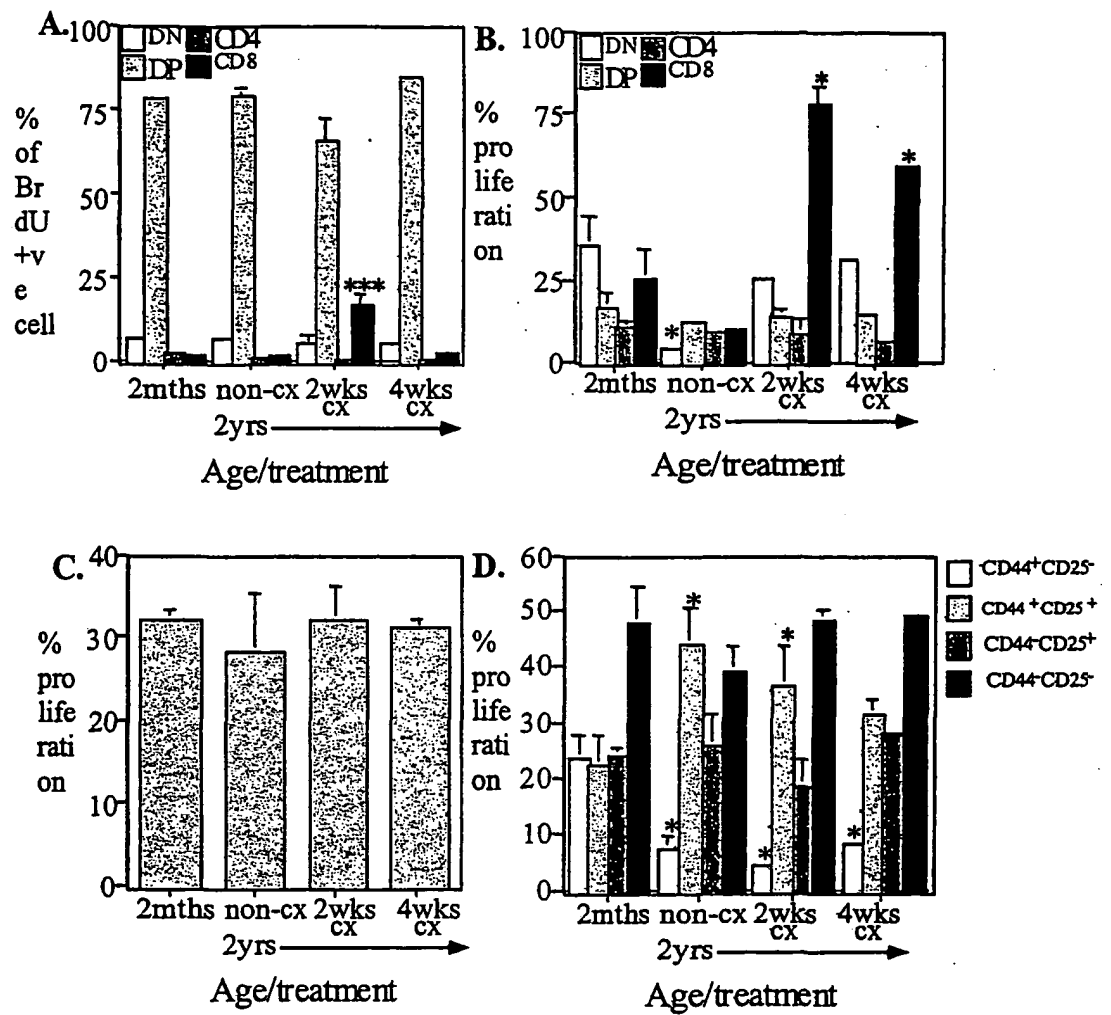 A.
100
75
50
25
0
DN
CD4
DP
CD8
%
of
Br
dU
+v
e
cell
***
2mths
non-cx
2wks
cx
4wks
cx
2yrs
Age/treatment
B.
100
75
50
25
0
DN
CD4
DP
CD8
%
pro
life
rati
on
*
*
*
2mths
non-cx
2wks
cx
4wks
cx
2yrs
Age/treatment
C.
40
30
20
10
0
%
pro
life
rati
on
2mths
non-cx
2wks
cx
4wks
cx
2yrs
Age/treatment
D.
60
50
40
30
20
10
0
%
pro
life
rati
on
*
*
*
*
*
2mths
non-cx
2wks
cx
4wks
cx
2yrs
Age/treatment
-CD44+CD25-
CD44+CD25+
CD44-CD25+
CD44-CD25-